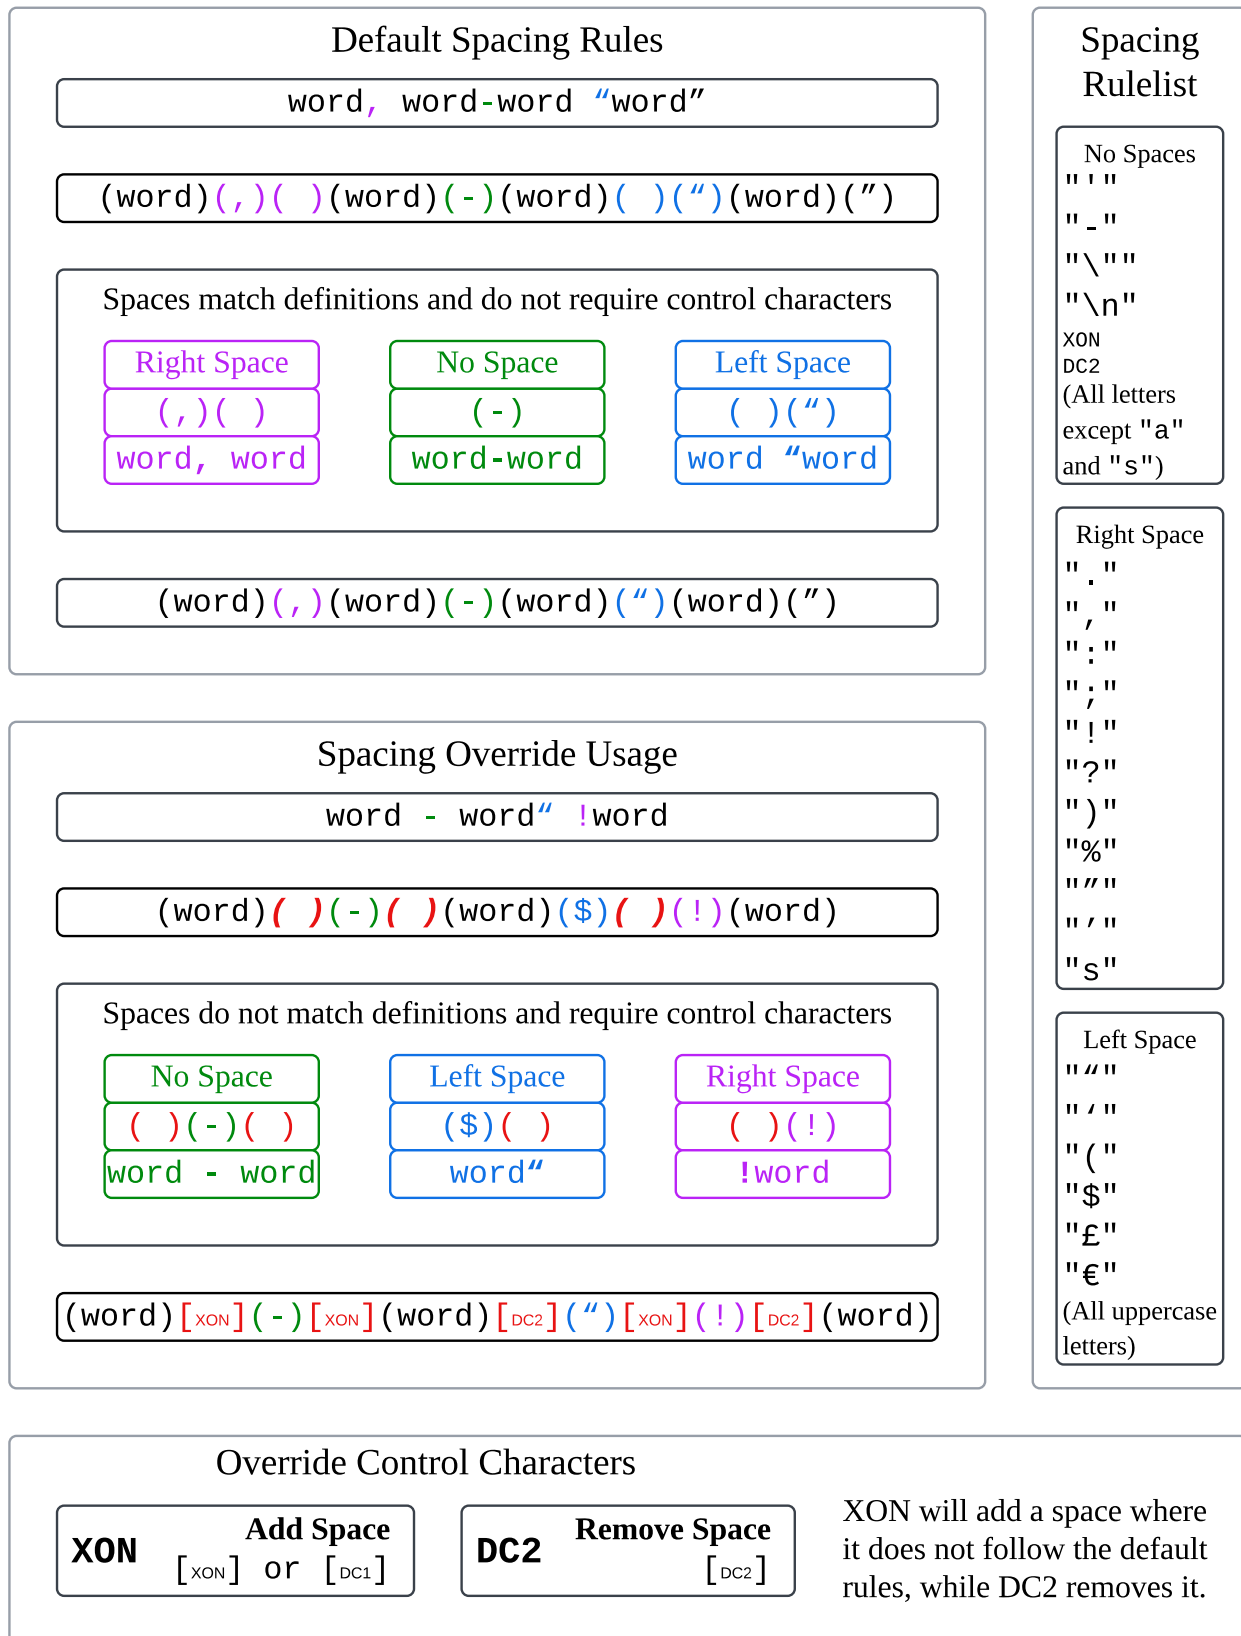 Default Spacing Rules
word, word-word “word”
(word)(,)( )(word)(-)(word)( )(“)(word)(”)
Spaces match definitions and do not require control characters
Right Space
(,)( )
word, word
No Space
(-)
word-word
Left Space
( )(“)
word “word
(word)(,)(word)(-)(word)(“)(word)(”)
Spacing Override Usage
word - word“ !word
(word)( )(-)( )(word)($)( )(!)(word)
Spaces do not match definitions and require control characters
No Space
( )(-)( )
word - word
Left Space
($)( )
word“
Right Space
( )(!)
!word
(word)[XON](-)[XON](word)[DC2](“)[XON](!)[DC2](word)
Spacing
Rulelist
No Spaces
"'"
"-"
"\""
"\n"
XON
DC2
(All letters
except "a"
and "s")
Right Space
"."
","
":"
";"
"!"
"?"
")"
"%"
"”"
"’"
"s"
Left Space
"“"
"‘"
"("
"$"
"£"
"€"
(All uppercase
letters)
Override Control Characters
XON
Add Space
[XON] or [DC1]
DC2
Remove Space
[DC2]
XON will add a space where
it does not follow the default
rules, while DC2 removes it.